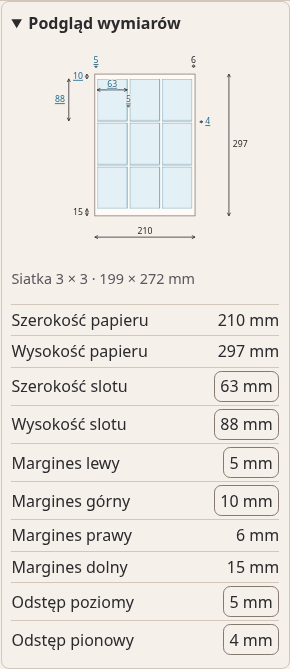 ▼ Podgląd wymiarów
5 6
10 63
88 5
4
297
15
210
Siatka 3 × 3 · 199 × 272 mm
Szerokość papieru 210 mm
Wysokość papieru 297 mm
Szerokość slotu 63 mm
Wysokość slotu 88 mm
Margines lewy 5 mm
Margines górny 10 mm
Margines prawy 6 mm
Margines dolny 15 mm
Odstęp poziomy 5 mm
Odstęp pionowy 4 mm